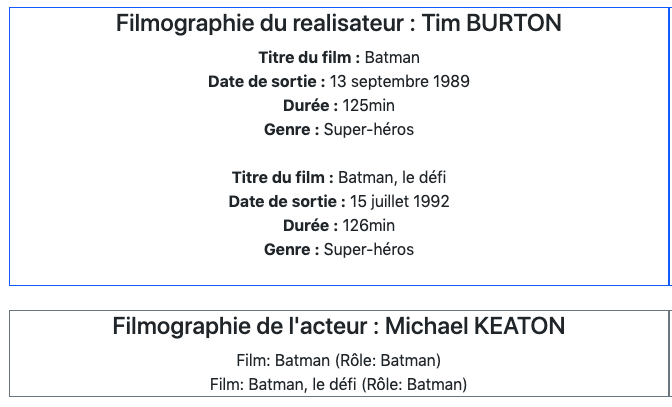 Filmographie du realisateur : Tim BURTON
Titre du film : Batman
Date de sortie : 13 septembre 1989
Durée : 125min
Genre : Super-héros
Titre du film : Batman, le défi
Date de sortie : 15 juillet 1992
Durée : 126min
Genre : Super-héros
Filmographie de l'acteur : Michael KEATON
Film: Batman (Rôle: Batman)
Film: Batman, le défi (Rôle: Batman)